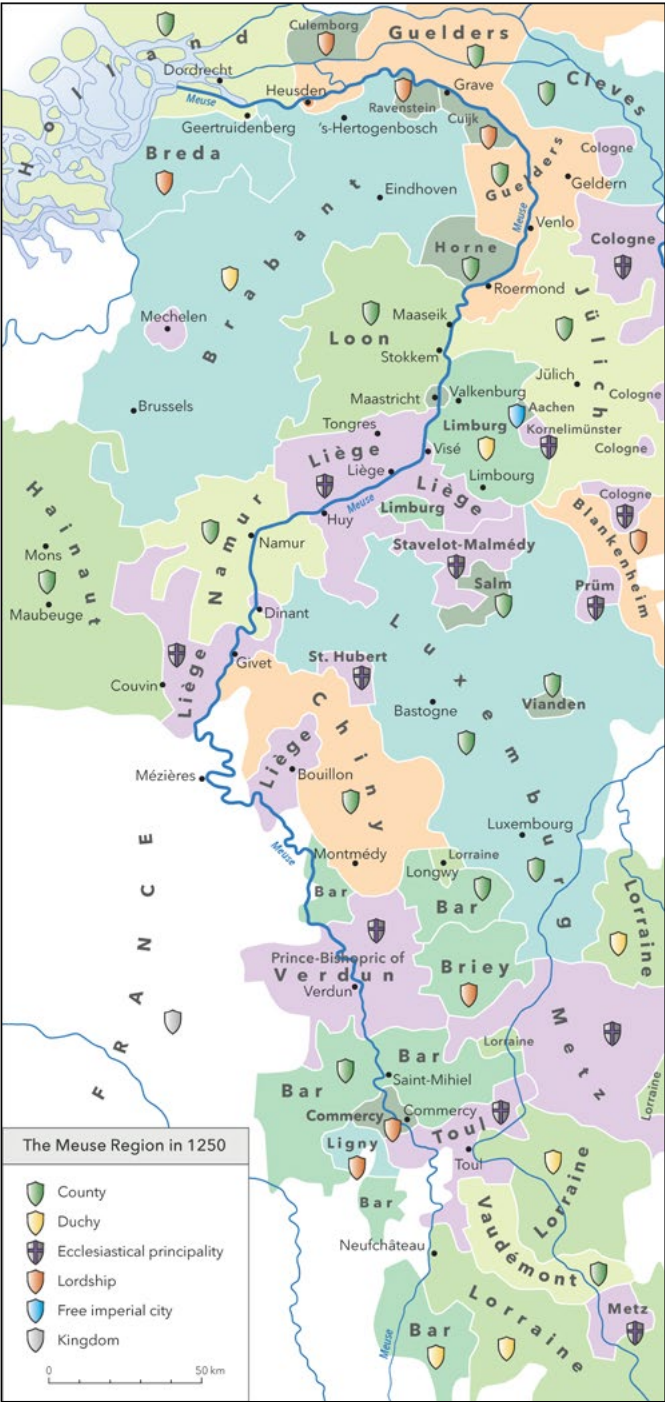 Culemborg
Guelders
Holland
Dordrecht
Cleves
Meuse
Heusden
Grave
Ravenstein
Geertruidenberg
's-Hertogenbosch
Cuijk
Breda
Cologne
Guelders
Geldern
Eindhoven
Brabant
Meuse
Venlo
Cologne
Horne
Roermond
Mechelen
Maaseik
Jülich
Loon
Stokkem
Jülich
Maastricht
Valkenburg
Cologne
Brussels
Aachen
Tongres
Limburg
Kornelimünster
Liège
Visé
Cologne
Liège
Liège
Limbourg
Hainaut
Meuse
Limburg
Cologne
Huy
Blankenheim
Mons
Namur
Namur
Stavelot-Malmédy
Salm
Prüm
Maubeuge
Dinant
Luxemburg
Liège
Givet
St. Hubert
Couvin
Chiny
Bastogne
Vianden
Liège
Mézières
Bouillon
Luxembourg
Meuse
Montmédy
Lorraine
Longwy
FRANCE
Bar
Bar
Lorraine
Prince-Bishopric of
Verdun
Briey
Verdun
Metz
Lorraine
Bar
Bar
Saint-Mihiel
Lorraine
Commercy
Commercy
Toul
Ligny
Toul
Lorraine
Bar
Vaudémont
Neufchâteau
Lorraine
Metz
Bar
Meuse
The Meuse Region in 1250
County
Duchy
Ecclesiastical principality
Lordship
Free imperial city
Kingdom
0 50 km